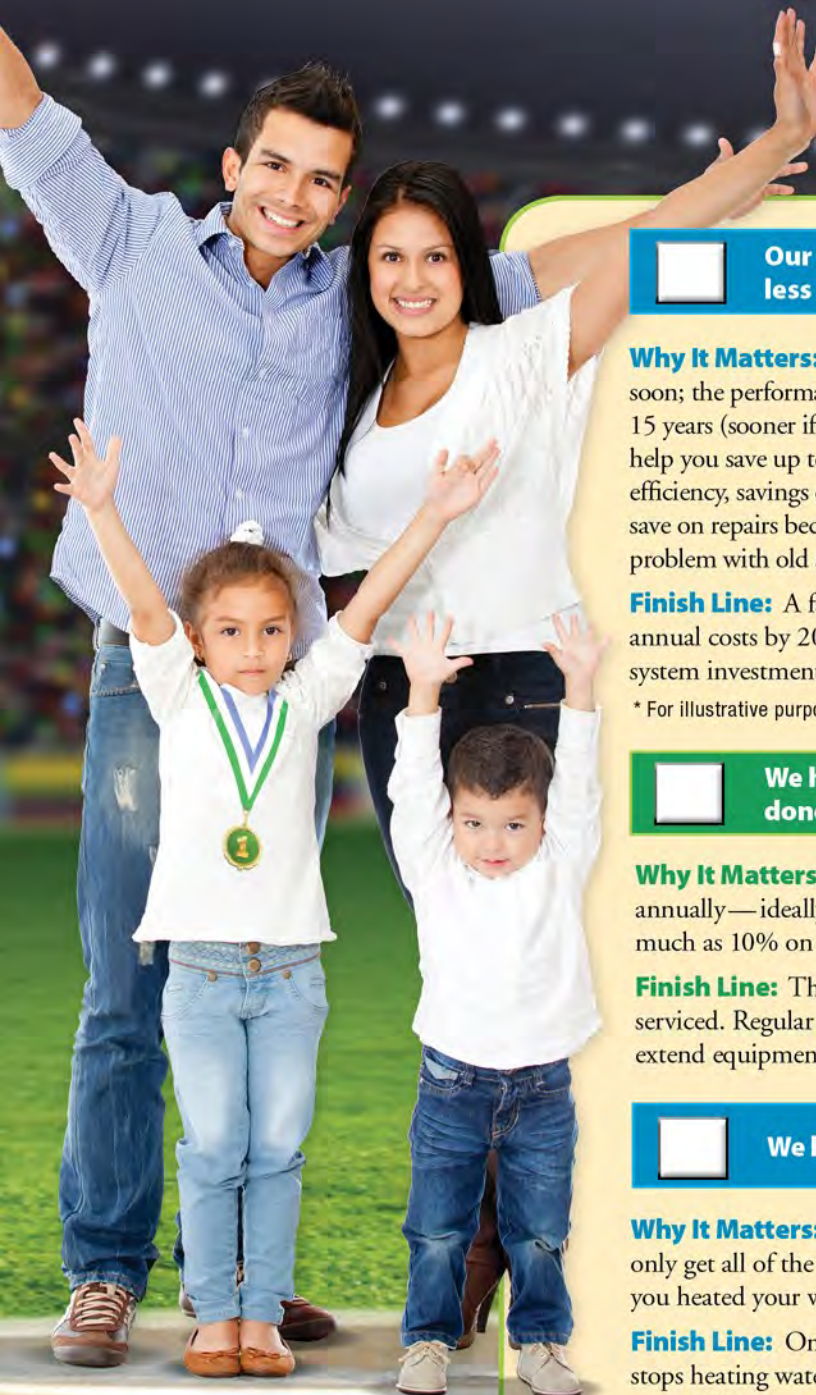 Our
less
Why It Matters:
soon; the performa
15 years (sooner if
help you save up t
efficiency, savings
save on repairs bec
problem with old
Finish Line: A f
annual costs by 20
system investment
* For illustrative purpo
We h
done
Why It Matters
annually—ideally
much as 10% on
Finish Line: Th
serviced. Regular
extend equipmen
We
Why It Matters:
only get all of the
you heated your
Finish Line: On
stops heating wate
1